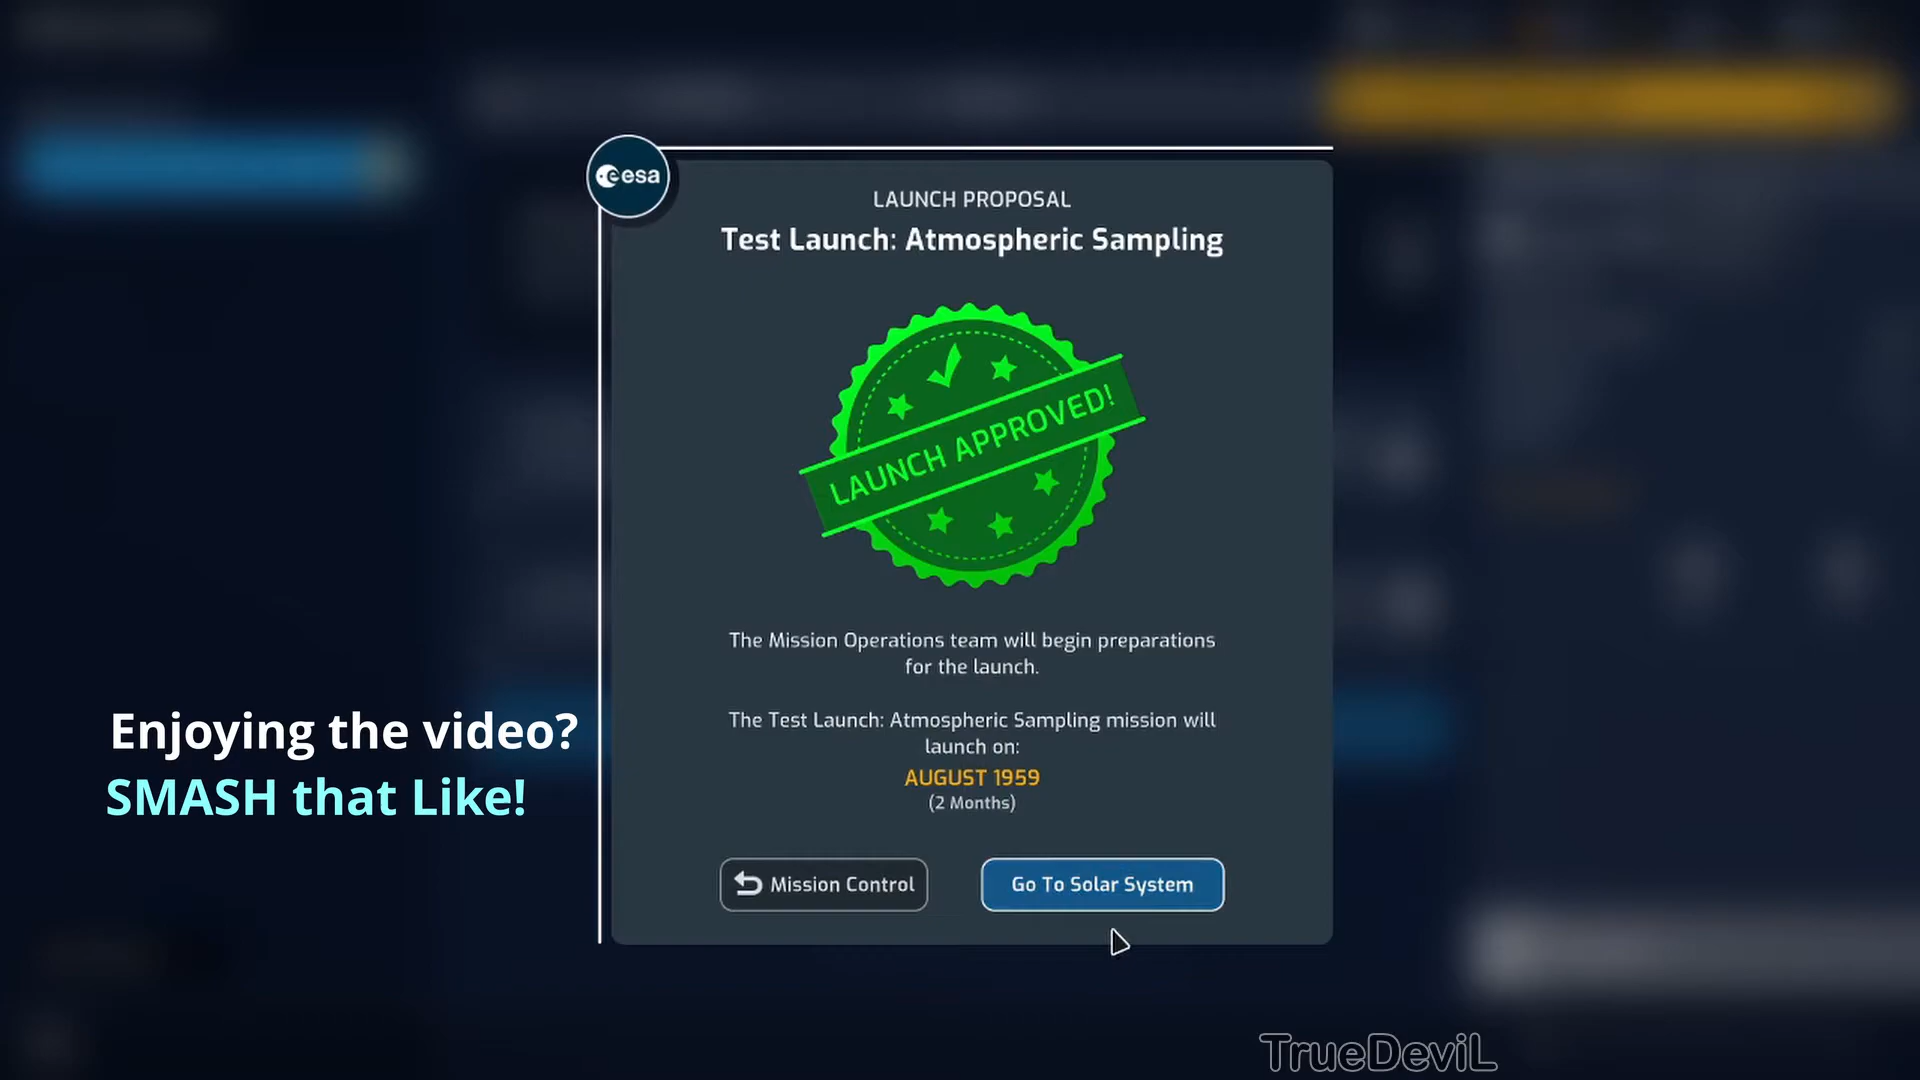 esa
LAUNCH PROPOSAL
Test Launch: Atmospheric Sampling
LAUNCH APPROVED!
The Mission Operations team will begin preparations
for the launch.
The Test Launch: Atmospheric Sampling mission will
launch on:
AUGUST 1959
(2 Months)
Mission Control
Go To Solar System
Enjoying the video?
SMASH that Like!
TrueDeviL